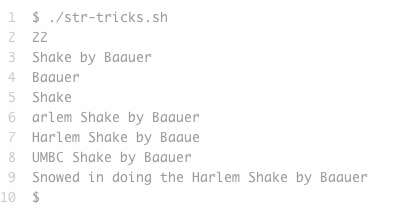 1 $ ./str-tricks.sh
2 22
3 Shake by Baauer
4 Baauer
5 Shake
6 arlem Shake by Baauer
7 Harlem Shake by Baaue
8 UMBC Shake by Baauer
9 Snowed in doing the Harlem Shake by Baauer
10 $